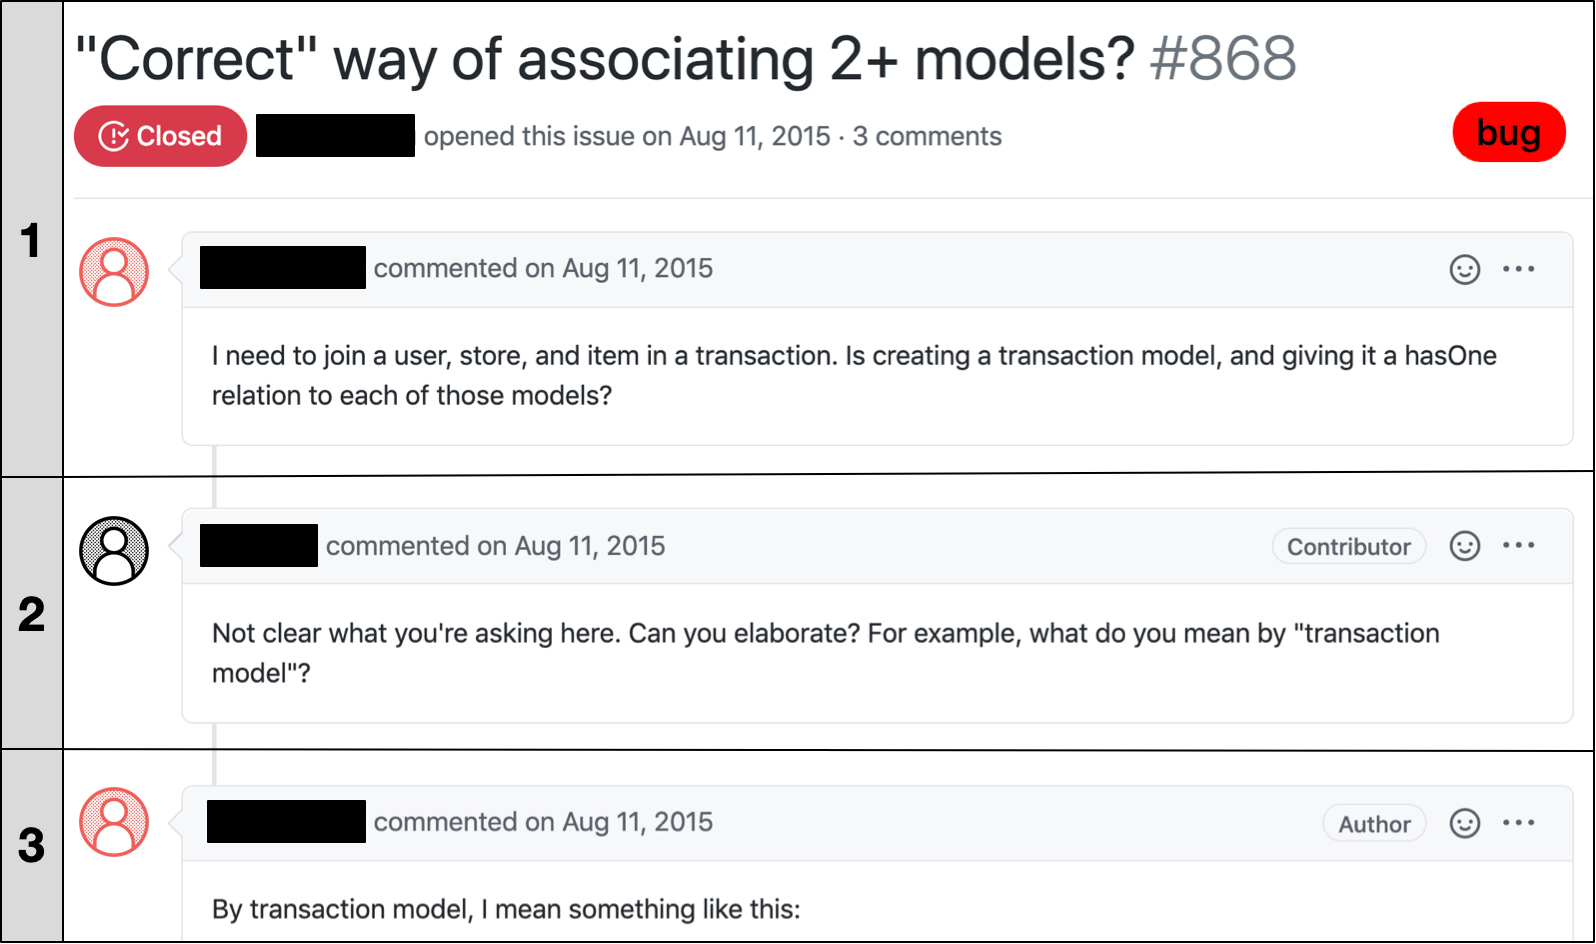 "Correct" way of associating 2+ models? #868
Closed opened this issue on Aug 11, 2015 · 3 comments
bug
1
commented on Aug 11, 2015
I need to join a user, store, and item in a transaction. Is creating a transaction model, and giving it a hasOne
relation to each of those models?
2
commented on Aug 11, 2015
Contributor
Not clear what you're asking here. Can you elaborate? For example, what do you mean by "transaction
model"?
3
commented on Aug 11, 2015
Author
By transaction model, I mean something like this: